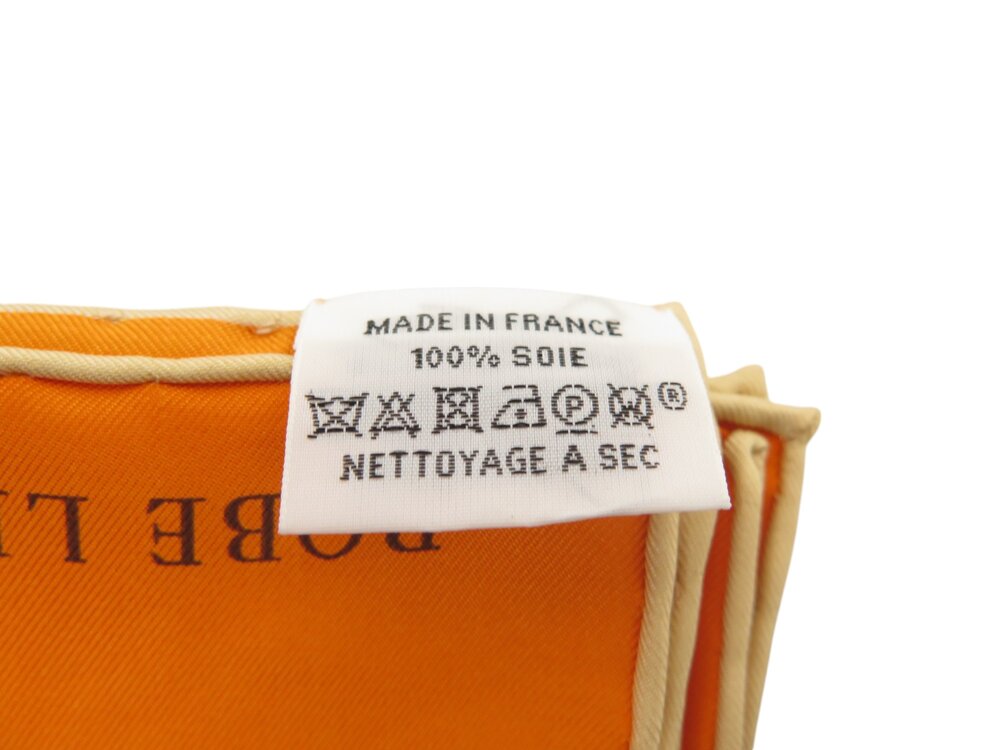 MADE IN FRANCE
100% SOIE
P W ®
NETTOYAGE A SEC